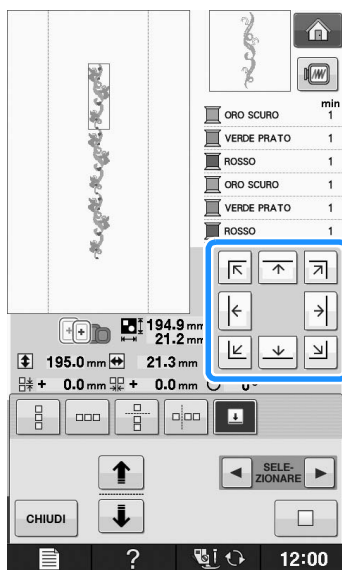 min
ORO SCURO 1
VERDE PRATO 1
ROSSO 1
ORO SCURO 1
VERDE PRATO 1
ROSSO 1
194.9 mm
21.2 mm
195.0 mm 21.3 mm
+ 0.0 mm + 0.0 mm 0°
SELE-
ZIONARE
CHIUDI
? 12:00